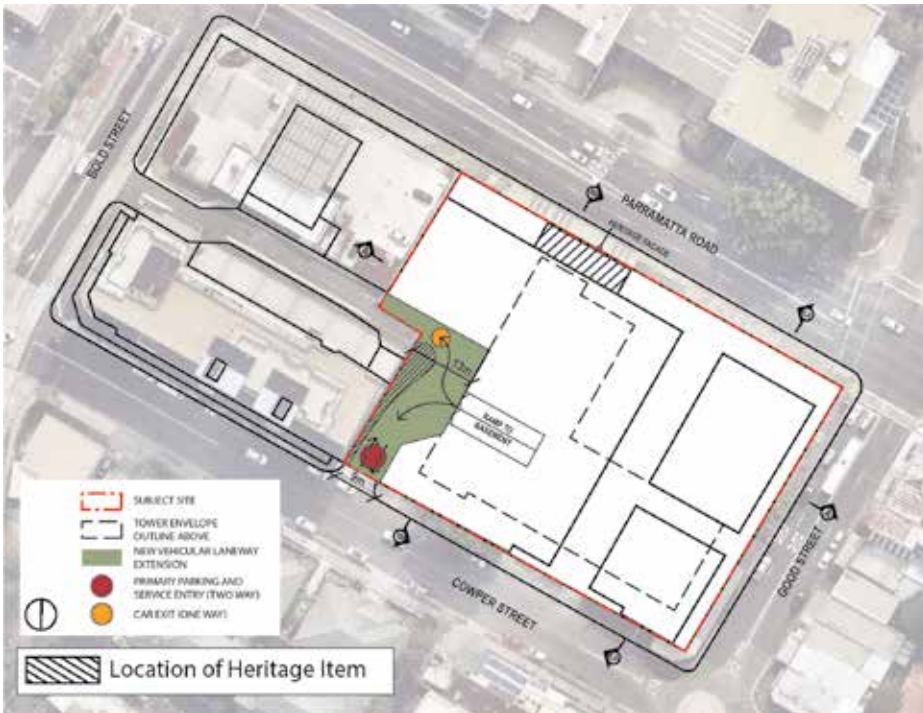 BOLD STREET
PARRAMATTA ROAD
HERITAGE FACADE
13m
RAMP TO
BASEMENT
9m
GOOD STREET
COWPER STREET
SUBJECT SITE
TOWER ENVELOPE
OUTLINE ABOVE
NEW VEHICULAR LANEWAY
EXTENSION
PRIMARY PARKING AND
SERVICE ENTRY (TWO WAY)
CAR EXIT (ONE WAY)
Location of Heritage Item